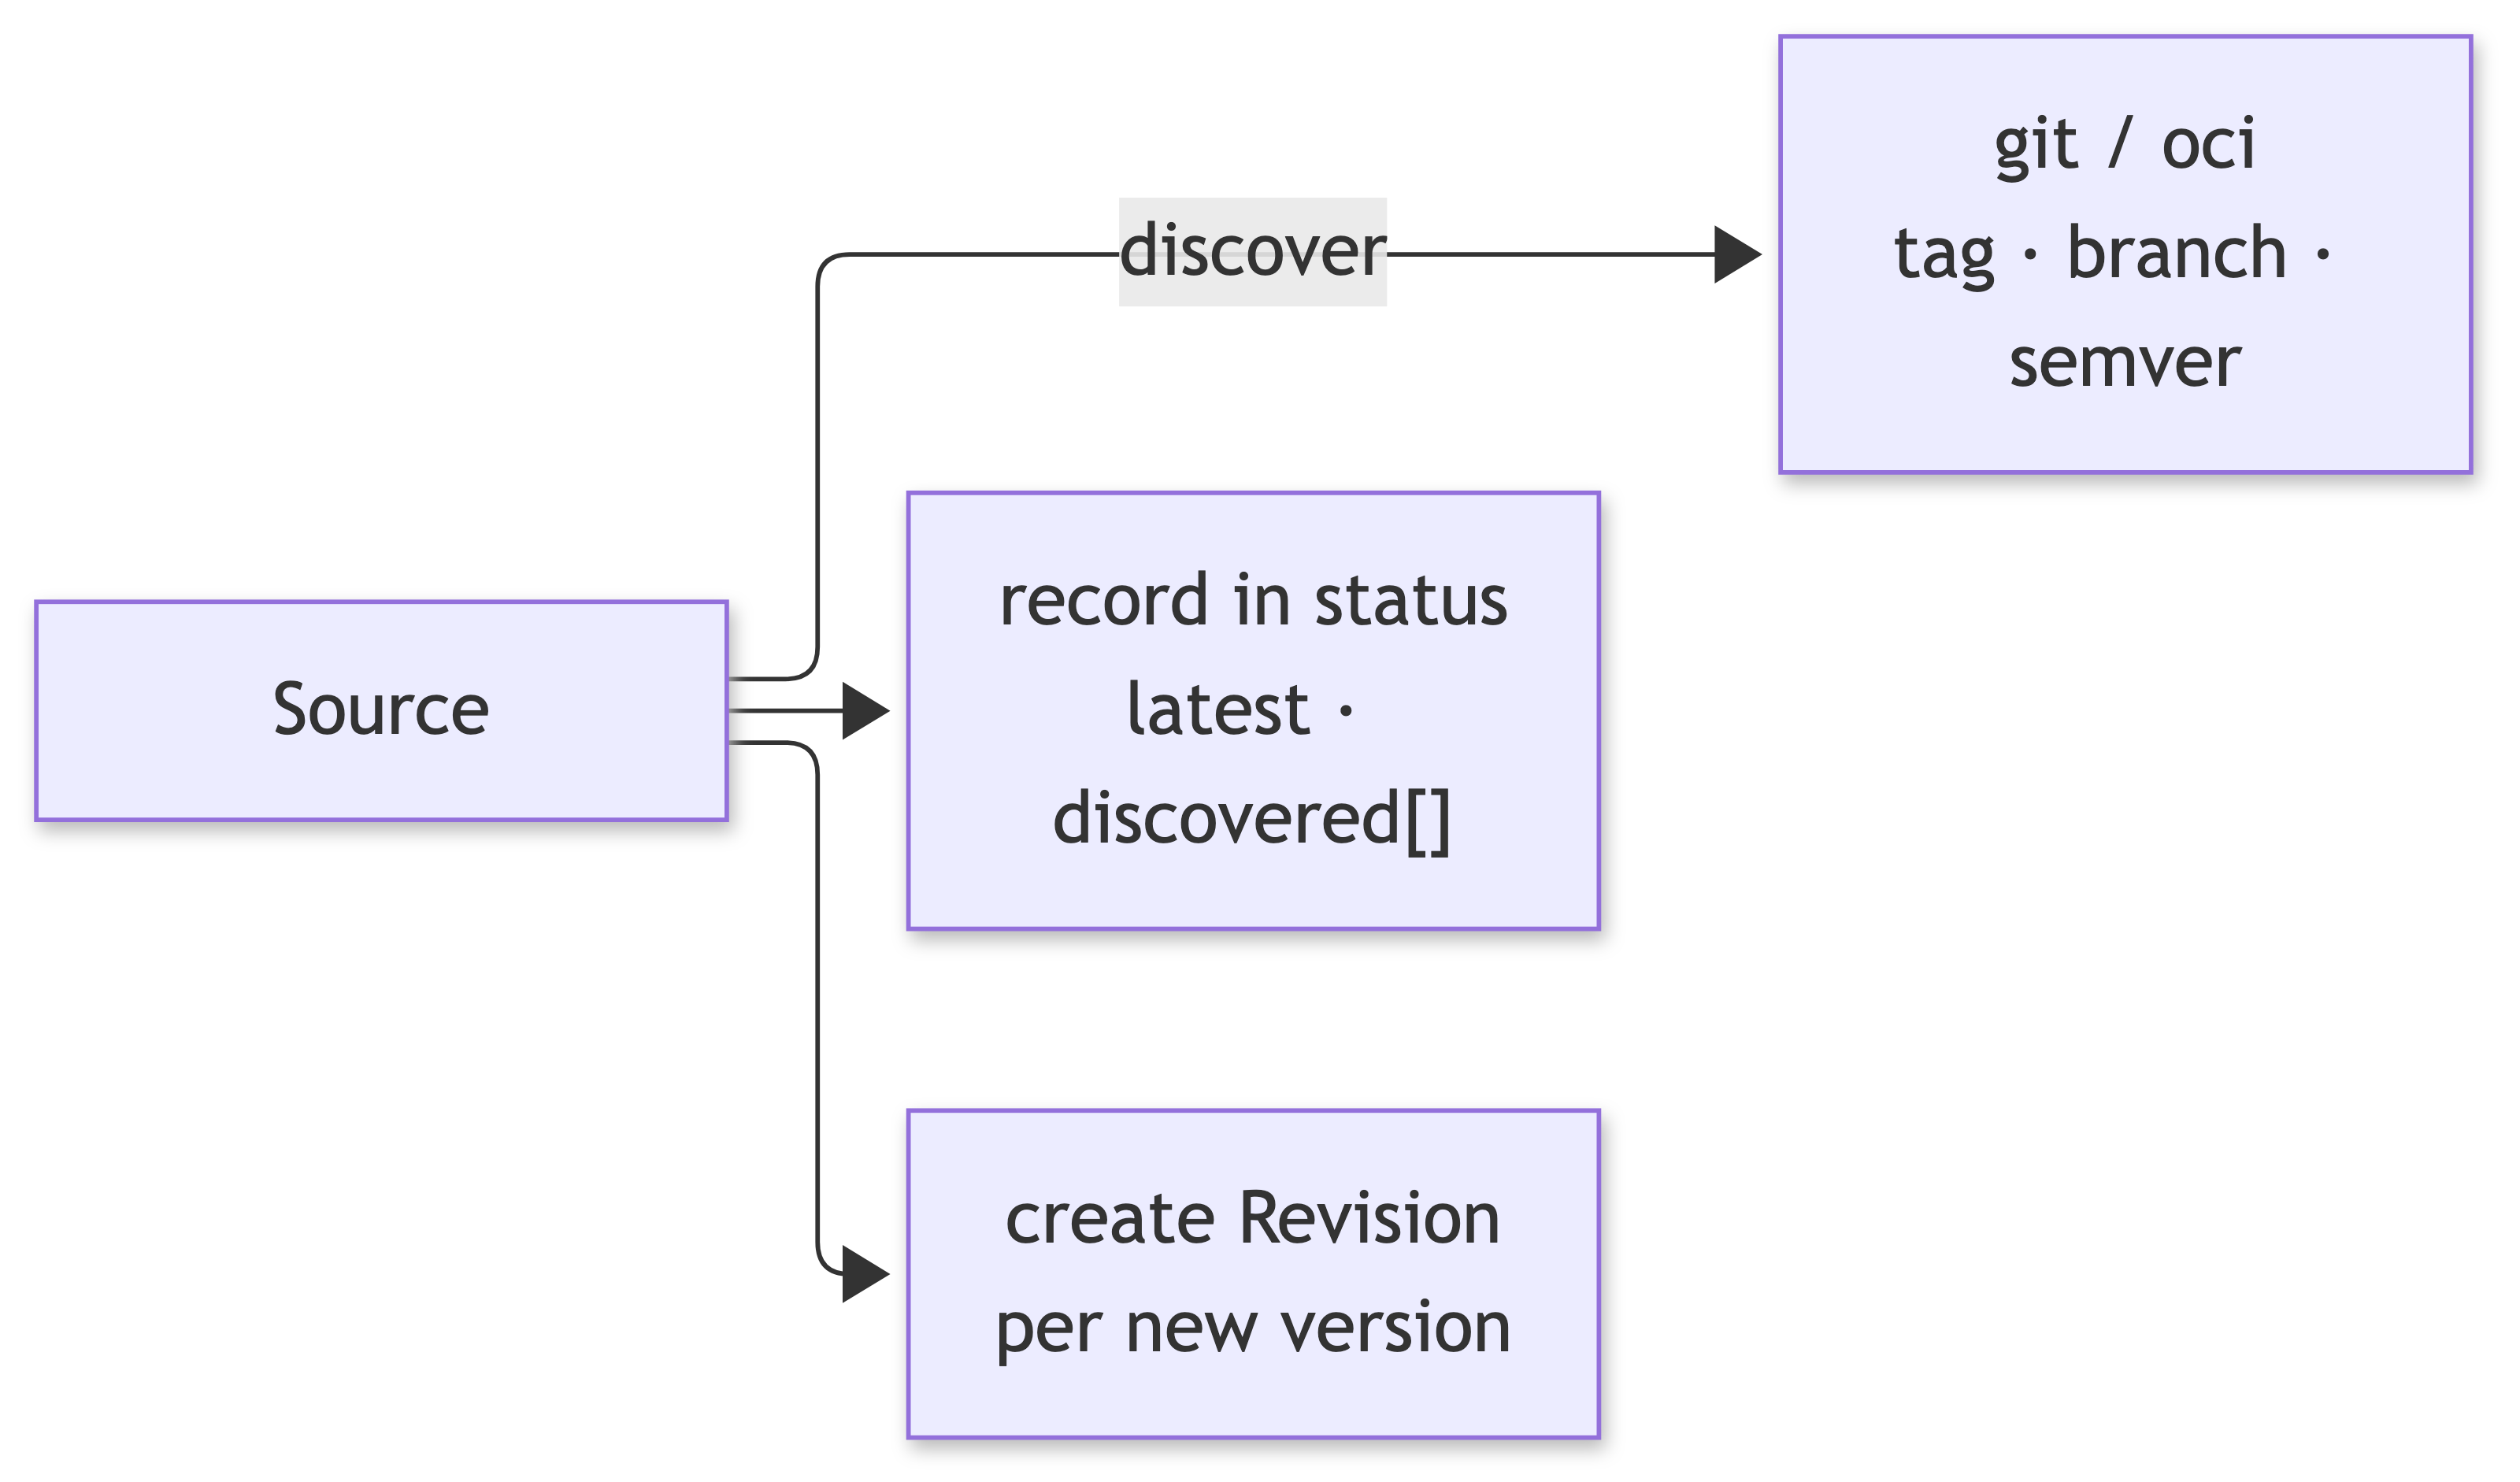 git / oci
tag · branch ·
semver
discover
record in status
latest ·
discovered[]
Source
create Revision
per new version